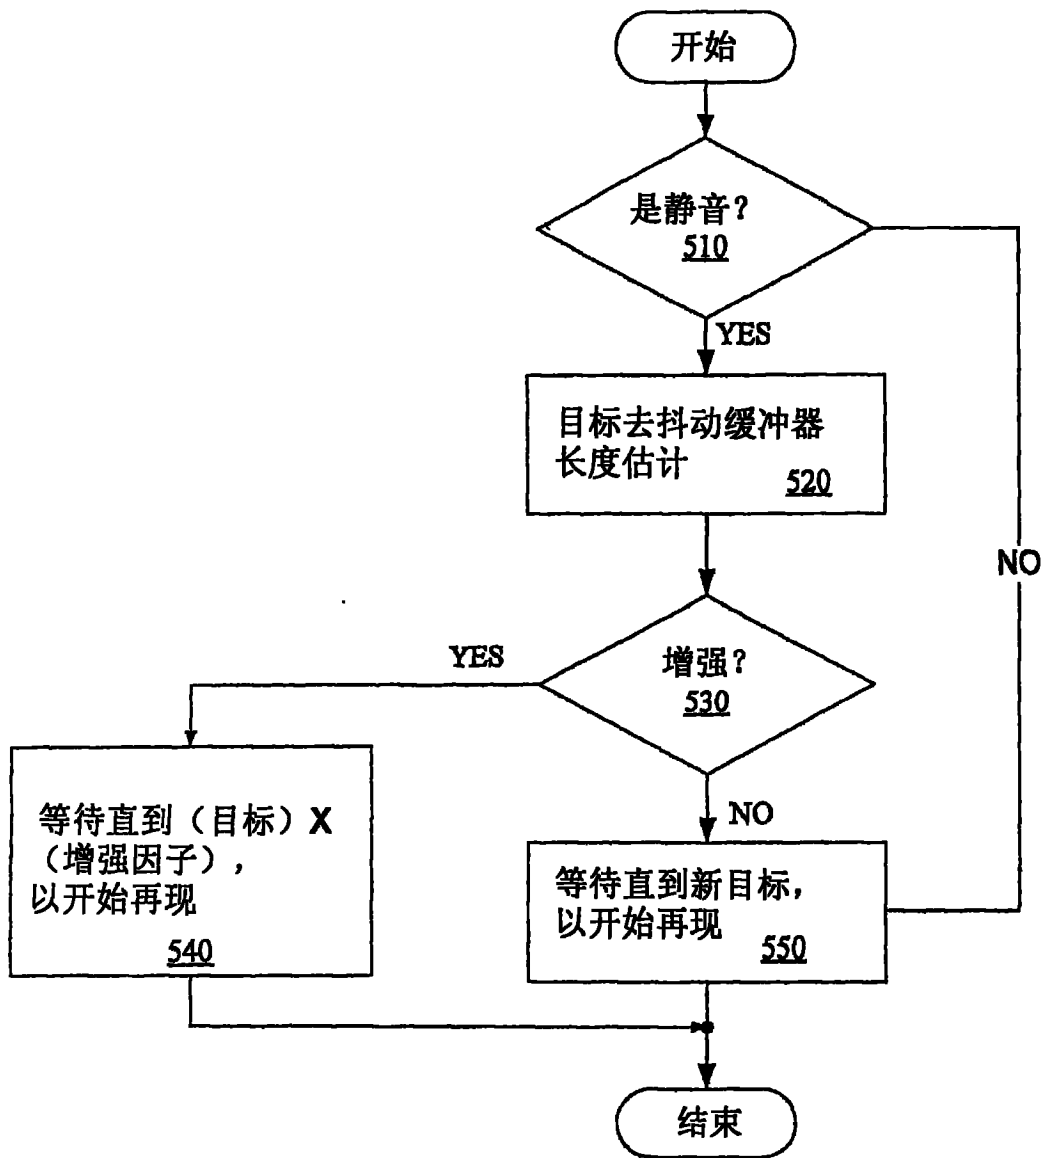 开始
是静音？
510
YES
目标去抖动缓冲器
长度估计
520
NO
增强？
530
YES
NO
等待直到（目标）X
（增强因子），
以开始再现
540
等待直到新目标，
以开始再现
550
结束